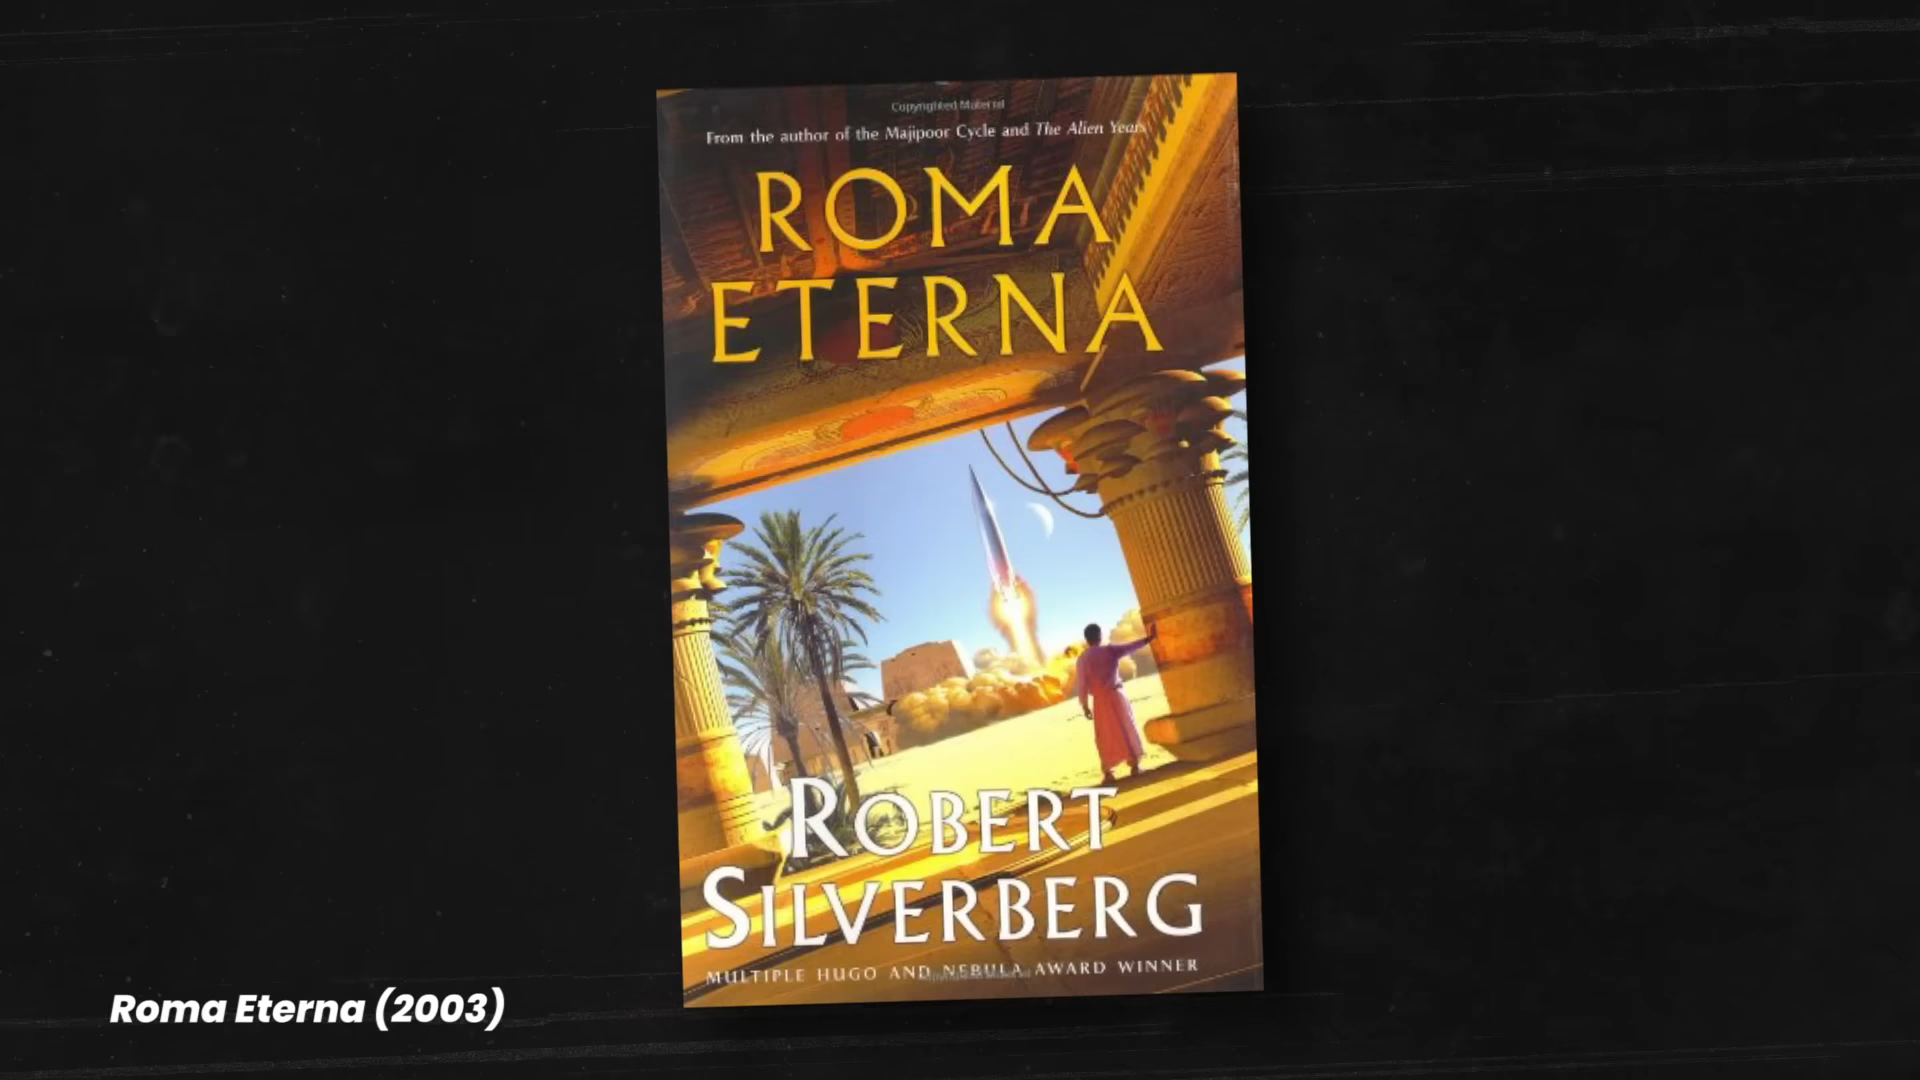 Copyrighted Material
From the author of the Majipoor Cycle and The Alien Years
ROMA
ETERNA
ROBERT
SILVERBERG
MULTIPLE HUGO AND NEBULA AWARD WINNER
Roma Eterna (2003)